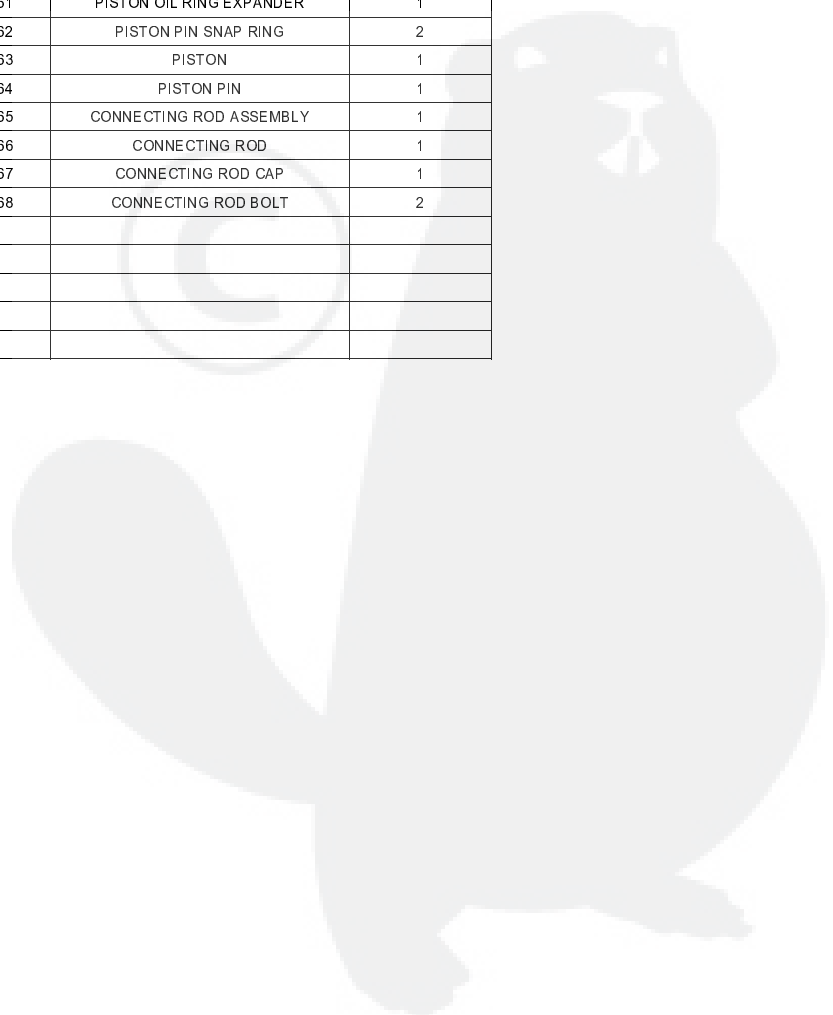 61 PISTON OIL RING EXPANDER 1
62 PISTON PIN SNAP RING 2
63 PISTON 1
64 PISTON PIN 1
65 CONNECTING ROD ASSEMBLY 1
66 CONNECTING ROD 1
67 CONNECTING ROD CAP 1
68 CONNECTING ROD BOLT 2
©